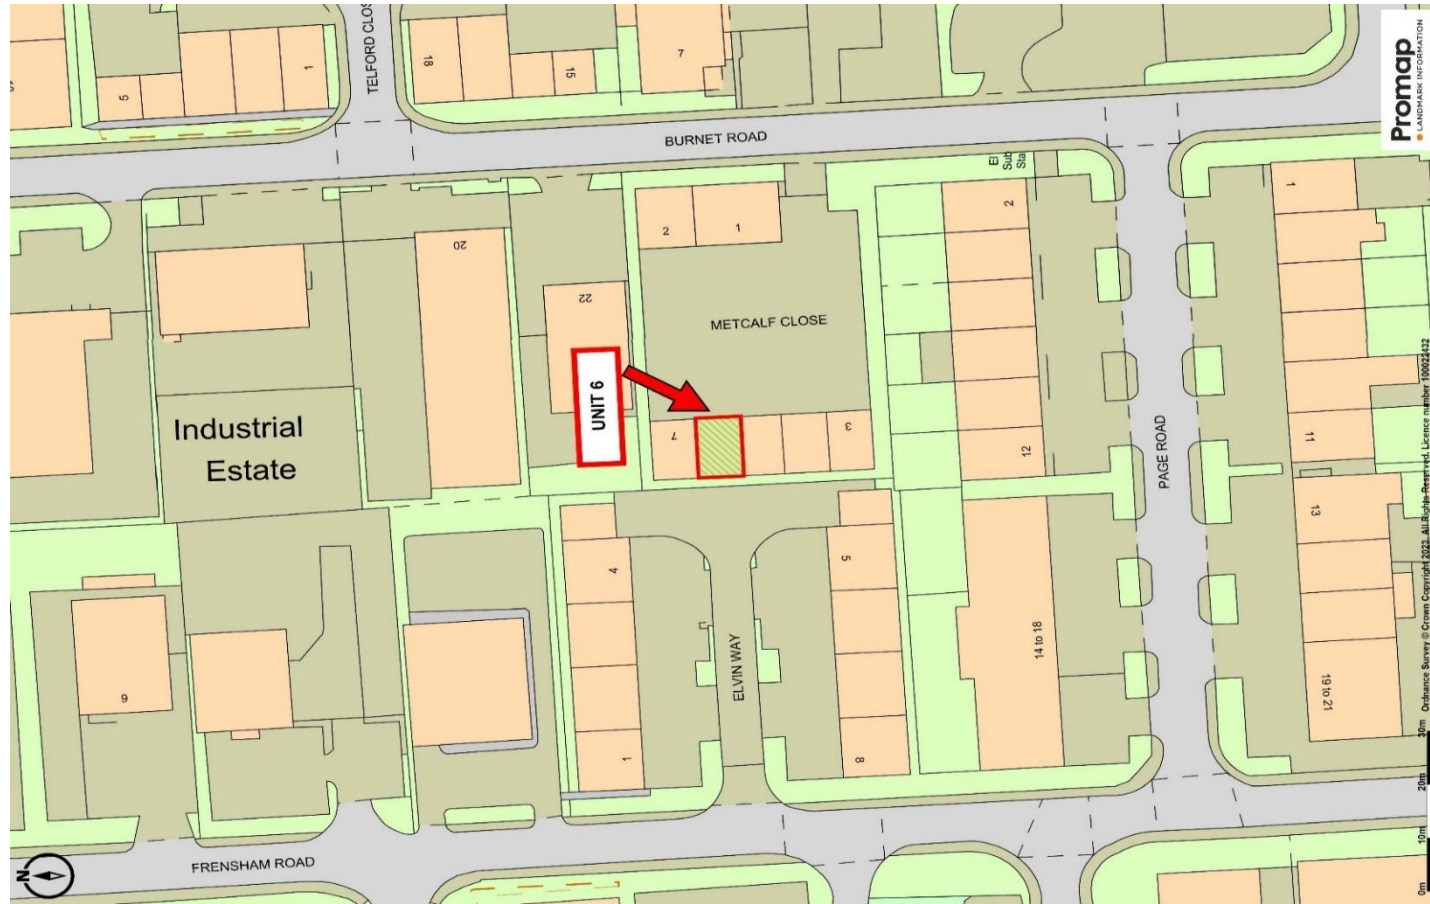 TELFORD CLOS
18
15
7
1
5
BURNET ROAD
Promap
LANDMARK INFORMATION
El
Sub
Sta
20
22
2
1
METCALF CLOSE
2
12
1
11
UNIT 6
7
3
Industrial
Estate
PAGE ROAD
13
4
5
14 to 18
19 to 21
ELVIN WAY
9
1
8
FRENSHAM ROAD
N
0m 10m 20m 30m
Ordnance Survey © Crown Copyright 2023. All Rights Reserved. Licence number 100022432